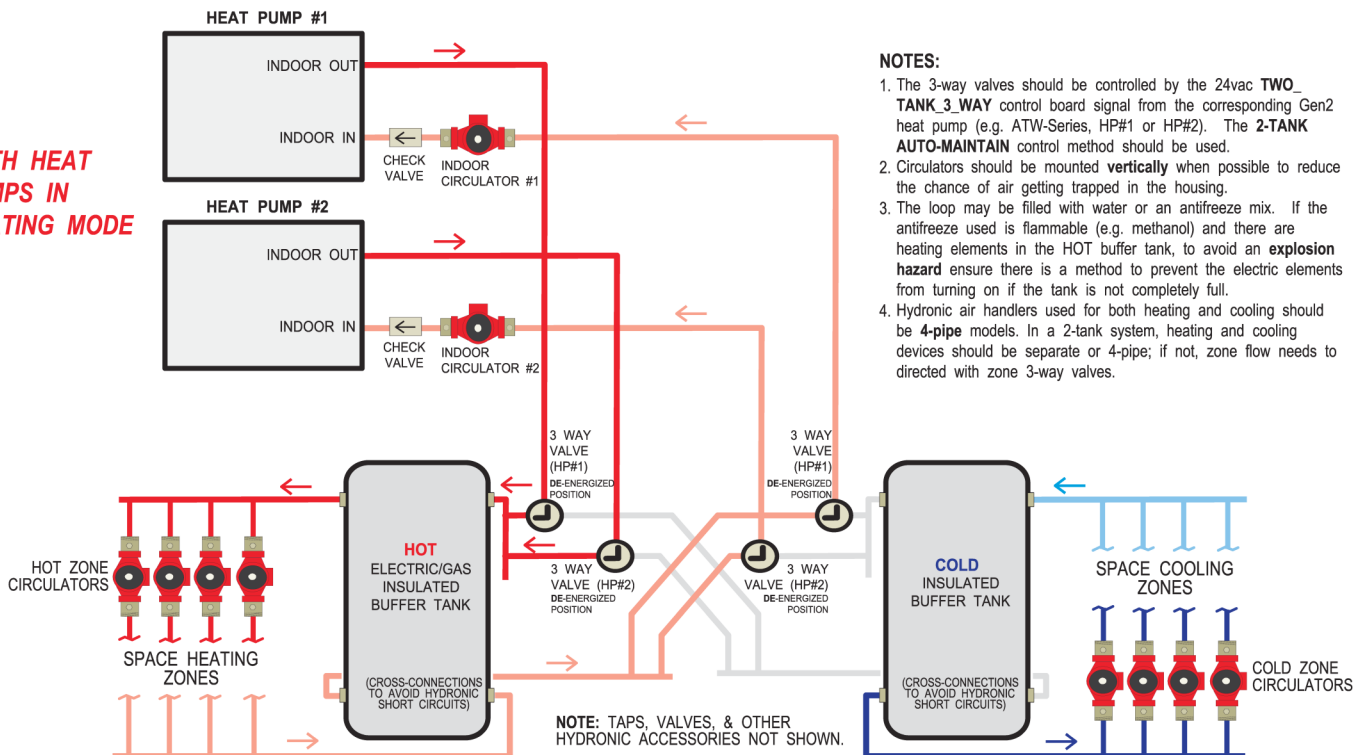 HEAT PUMP #1
INDOOR OUT
INDOOR IN
CHECK
VALVE
INDOOR
CIRCULATOR #1
TH HEAT
MPS IN
TING MODE
HEAT PUMP #2
INDOOR OUT
INDOOR IN
CHECK
VALVE
INDOOR
CIRCULATOR #2
NOTES:
1. The 3-way valves should be controlled by the 24vac TWO_
TANK_3_WAY control board signal from the corresponding Gen2
heat pump (e.g. ATW-Series, HP#1 or HP#2). The 2-TANK
AUTO-MAINTAIN control method should be used.
2. Circulators should be mounted vertically when possible to reduce
the chance of air getting trapped in the housing.
3. The loop may be filled with water or an antifreeze mix. If the
antifreeze used is flammable (e.g. methanol) and there are
heating elements in the HOT buffer tank, to avoid an explosion
hazard ensure there is a method to prevent the electric elements
from turning on if the tank is not completely full.
4. Hydronic air handlers used for both heating and cooling should
be 4-pipe models. In a 2-tank system, heating and cooling
devices should be separate or 4-pipe; if not, zone flow needs to
directed with zone 3-way valves.
3 WAY
VALVE
(HP#1)
DE-ENERGIZED
POSITION
3 WAY
VALVE
(HP#1)
DE-ENERGIZED
POSITION
HOT ZONE
CIRCULATORS
HOT
ELECTRIC/GAS
INSULATED
BUFFER TANK
3 WAY
VALVE (HP#2)
DE-ENERGIZED
POSITION
3 WAY
VALVE (HP#2)
DE-ENERGIZED
POSITION
COLD
INSULATED
BUFFER TANK
SPACE COOLING
ZONES
SPACE HEATING
ZONES
(CROSS-CONNECTIONS
TO AVOID HYDRONIC
SHORT CIRCUITS)
(CROSS-CONNECTIONS
TO AVOID HYDRONIC
SHORT CIRCUITS)
COLD ZONE
CIRCULATORS
NOTE: TAPS, VALVES, & OTHER
HYDRONIC ACCESSORIES NOT SHOWN.